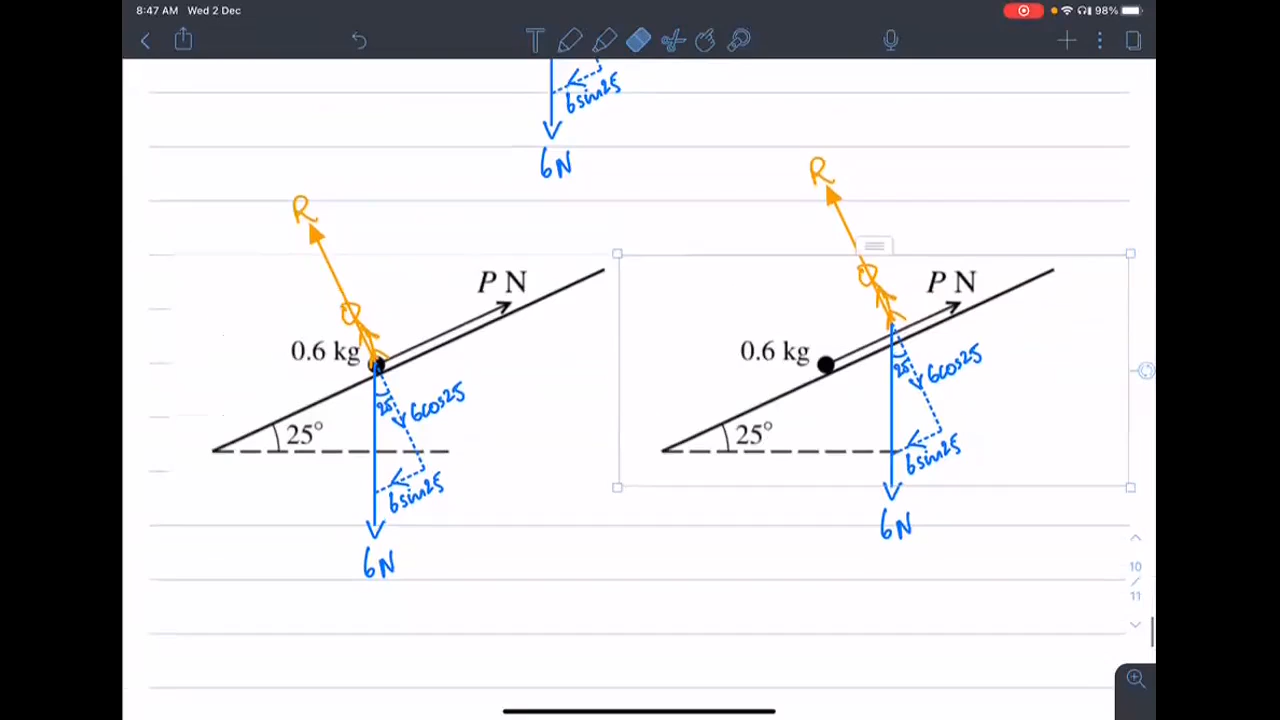 8:47 AM Wed 2 Dec
98%
T
6sin25
6N
R
P N
0.6 kg
25
6cos25
25°
6sin25
6N
R
P N
0.6 kg
25
6cos25
25°
6sin25
6N
10
/
11